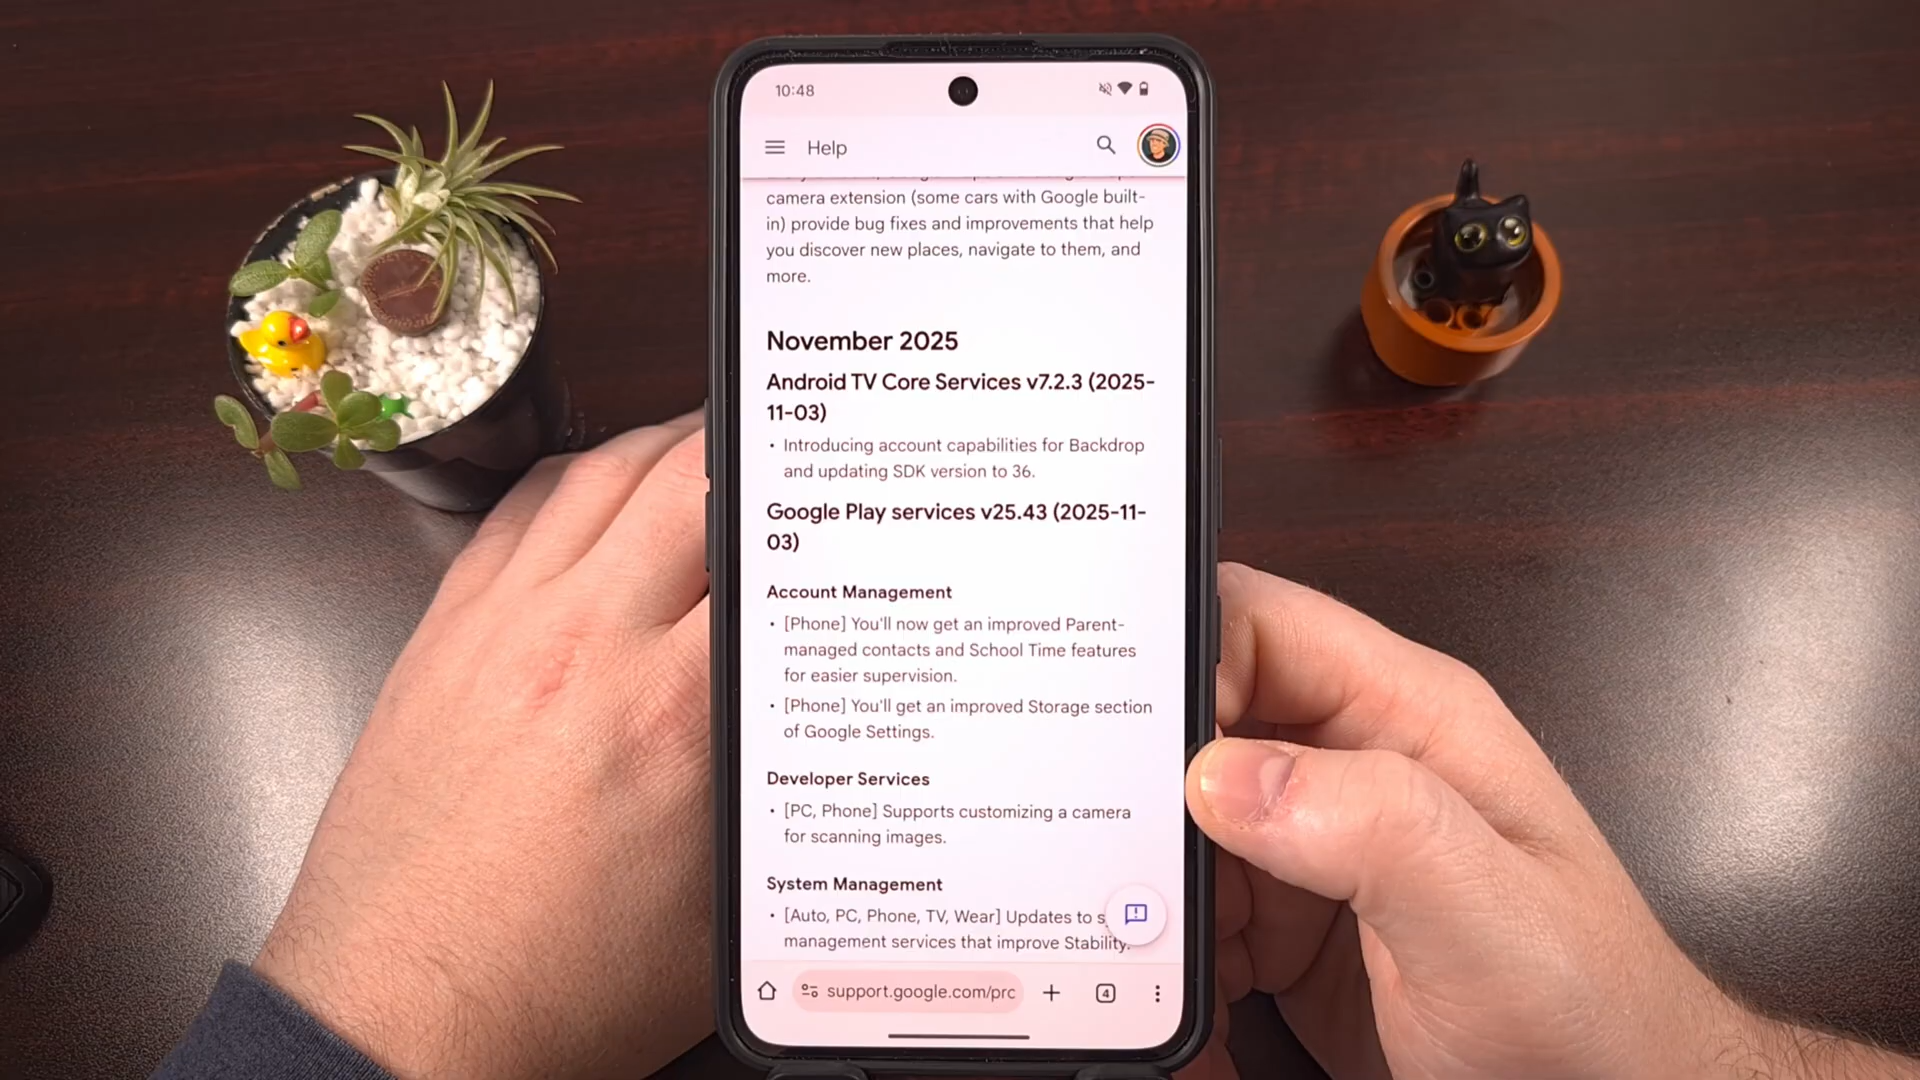 10:48
Help
camera extension (some cars with Google built-
in) provide bug fixes and improvements that help
you discover new places, navigate to them, and
more.
November 2025
Android TV Core Services v7.2.3 (2025-
11-03)
• Introducing account capabilities for Backdrop
and updating SDK version to 36.
Google Play services v25.43 (2025-11-
03)
Account Management
• [Phone] You'll now get an improved Parent-
managed contacts and School Time features
for easier supervision.
• [Phone] You'll get an improved Storage section
of Google Settings.
Developer Services
• [PC, Phone] Supports customizing a camera
for scanning images.
System Management
• [Auto, PC, Phone, TV, Wear] Updates to
management services that improve Stability.
support.google.com/prc
4